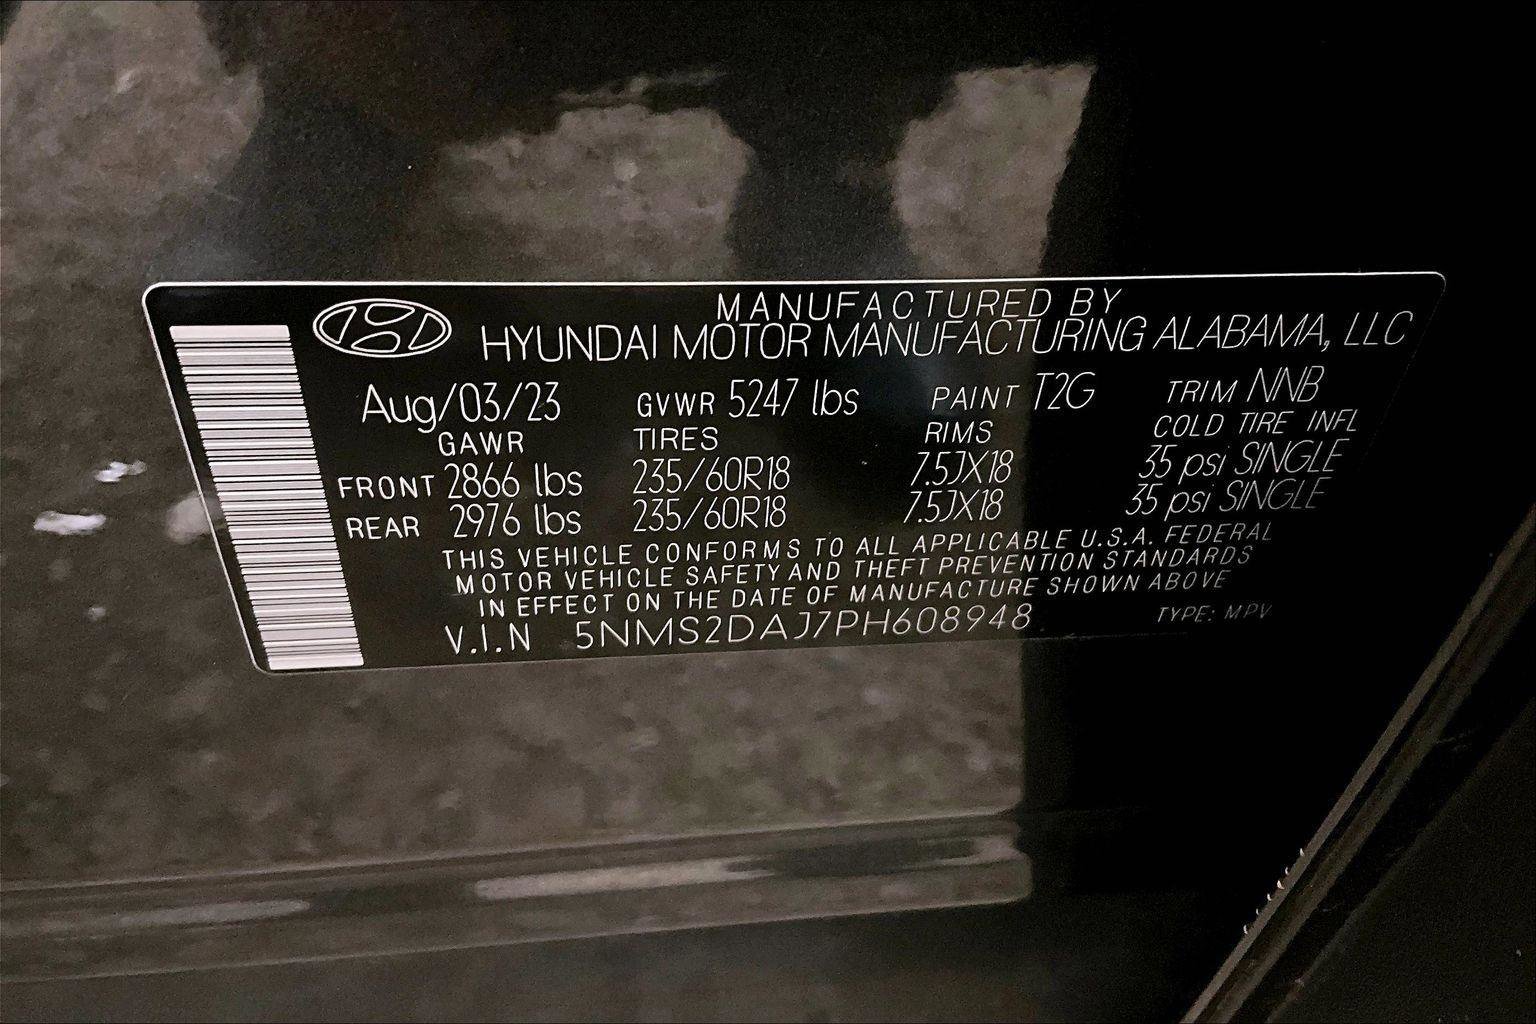 MANUFACTURED BY
HYUNDAI MOTOR MANUFACTURING ALABAMA, LLC
Aug/03/23 GVWR 5247 lbs PAINT T2G TRIM NNB
GAWR TIRES RIMS COLD TIRE INFL
FRONT 2866 lbs 235/60R18 7.5JX18 35 psi SINGLE
REAR 2976 lbs 235/60R18 7.5JX18 35 psi SINGLE
THIS VEHICLE CONFORMS TO ALL APPLICABLE U.S.A. FEDERAL
MOTOR VEHICLE SAFETY AND THEFT PREVENTION STANDARDS
IN EFFECT ON THE DATE OF MANUFACTURE SHOWN ABOVE
V.I.N 5NMS2DAJ7PH608948 TYPE: MPV